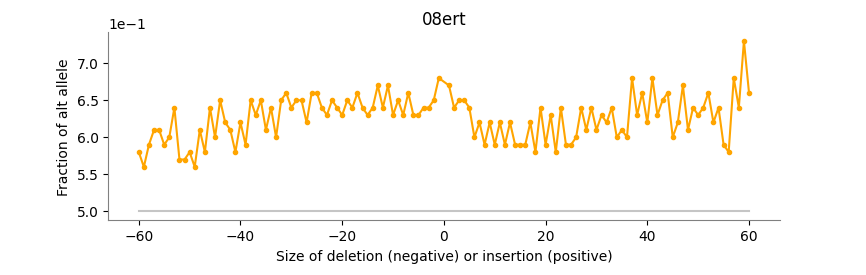 08ert
1e−1
Fraction of alt allele
7.0
6.5
6.0
5.5
5.0
−60 −40 −20 0 20 40 60
Size of deletion (negative) or insertion (positive)